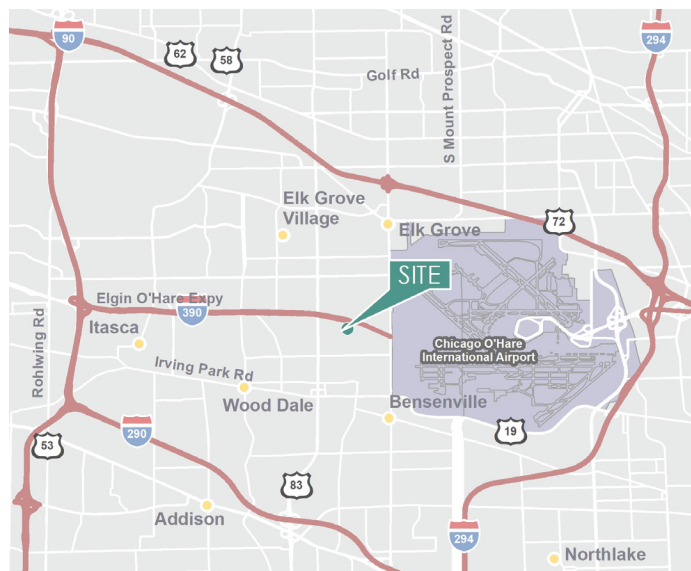 90
62
58
294
Golf Rd
S Mount Prospect Rd
Elk Grove
Village
Elk Grove
72
SITE
Elgin O'Hare Expy
390
Itasca
Rohlwing Rd
Chicago O'Hare
International Airport
Irving Park Rd
Wood Dale
Bensenville
290
19
53
83
Addison
294
Northlake